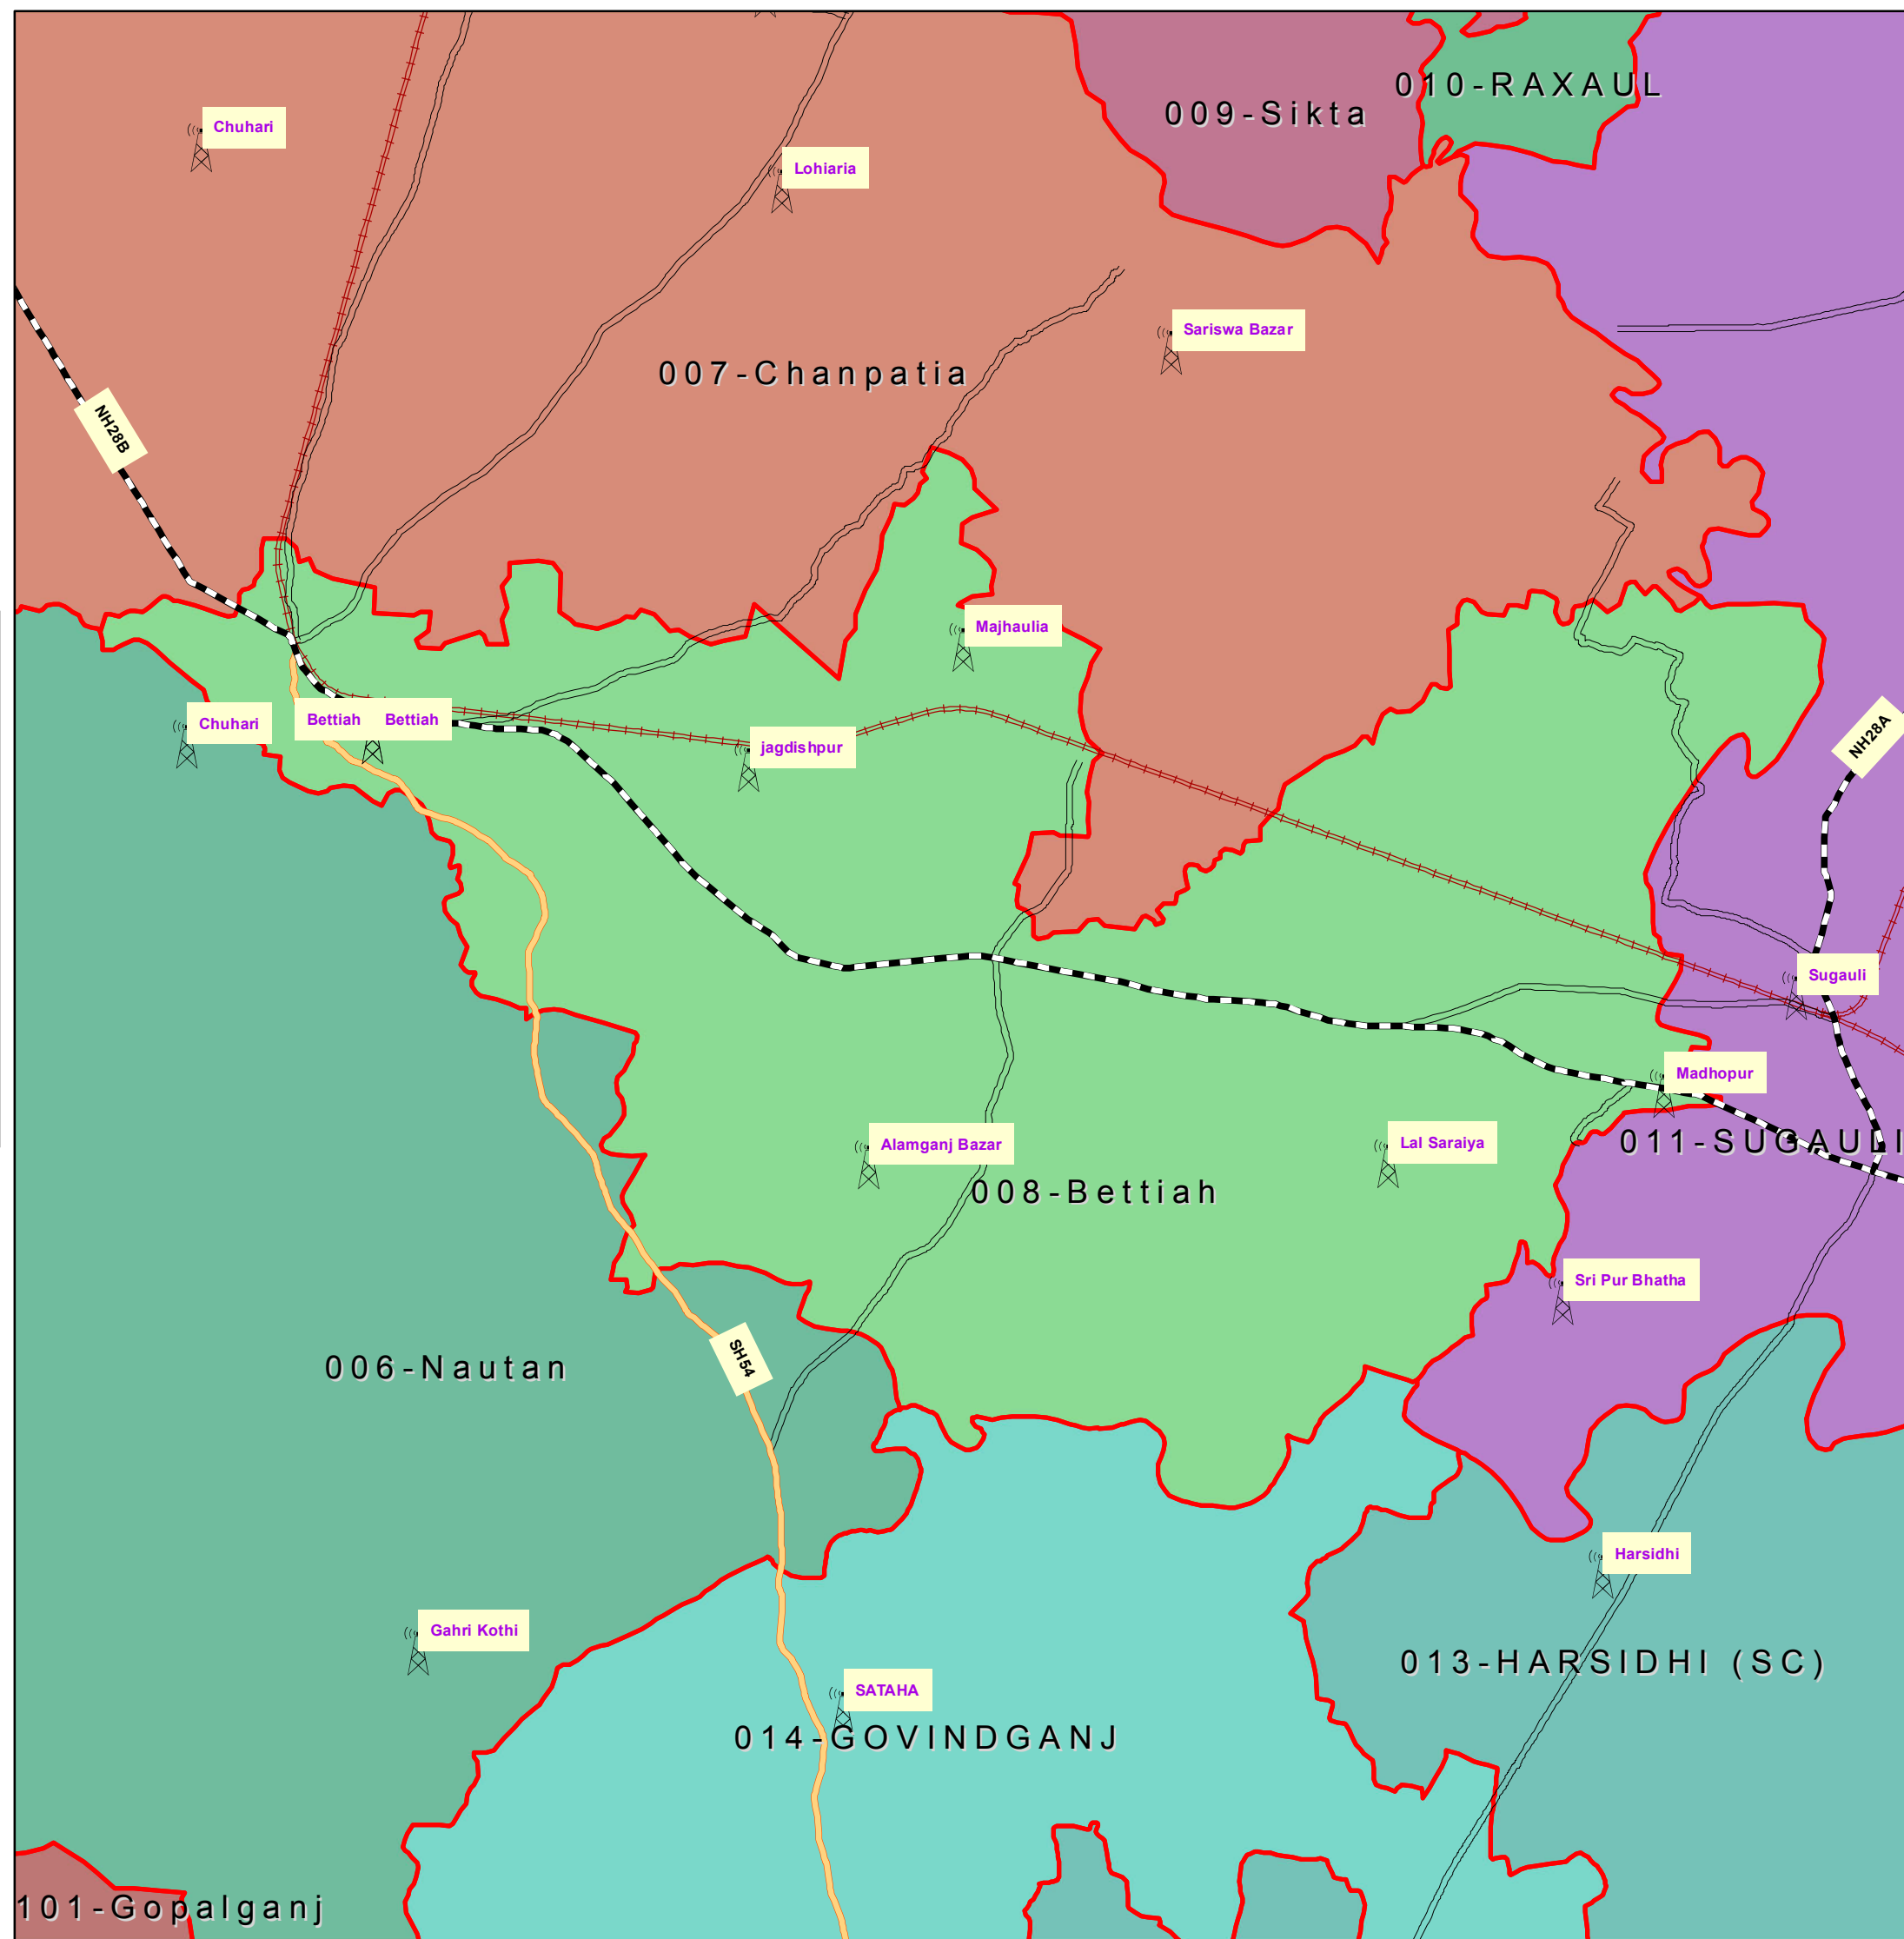 010-RAXAUL
009-Sikta
Chuhari
Lohiaria
Sariswa Bazar
007-Chanpatia
NH28B
Majhaulia
Chuhari
Bettiah
Bettiah
jagdishpur
NH28A
Sugauli
Madhopur
Alamganj Bazar
Lal Saraiya
011-SUGAULI
008-Bettiah
Sri Pur Bhatha
SH54
006-Nautan
Harsidhi
Gahri Kothi
013-HARSIDHI (SC)
SATAHA
014-GOVINDGANJ
101-Gopalganj